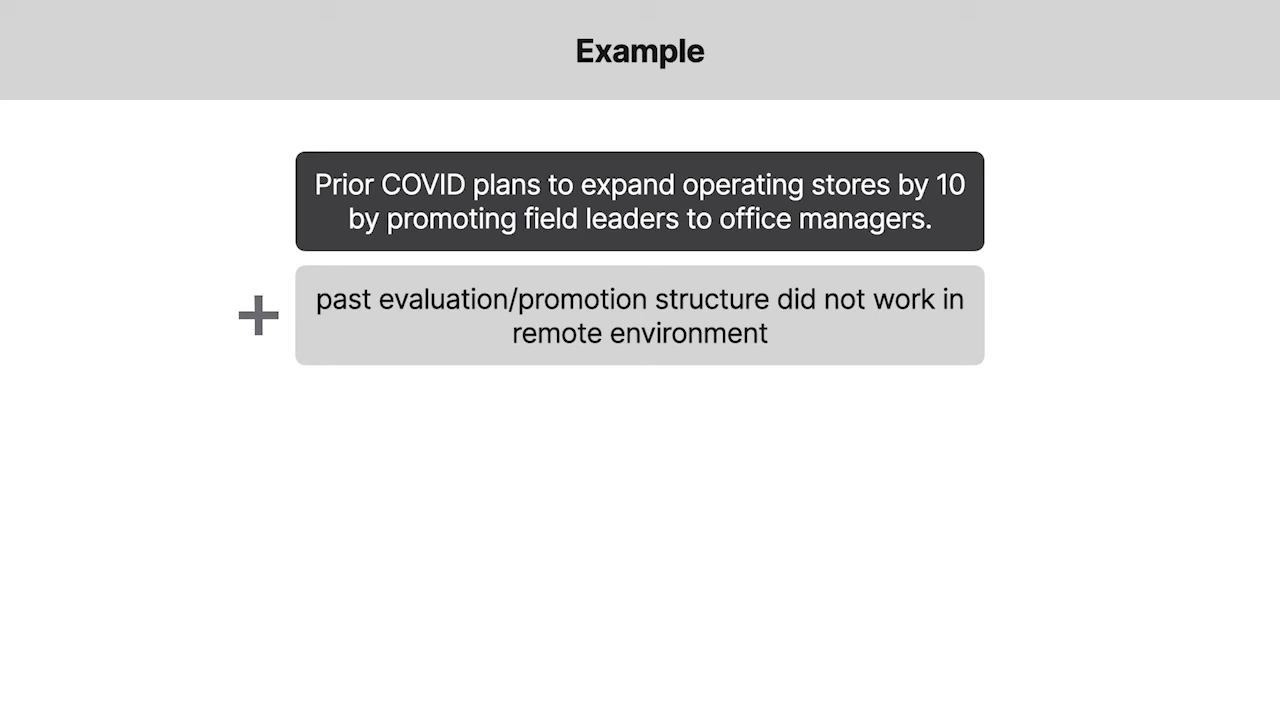 Example
Prior COVID plans to expand operating stores by 10
by promoting field leaders to office managers.
+
past evaluation/promotion structure did not work in
remote environment